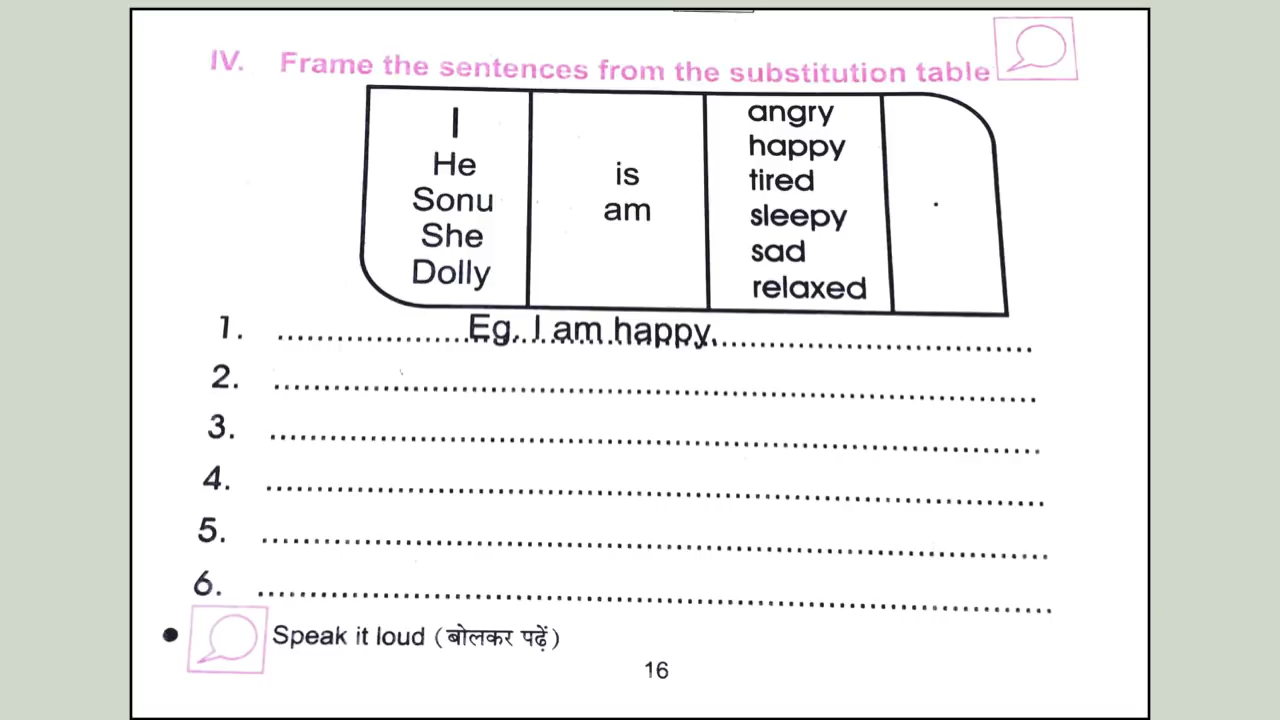 IV. Frame the sentences from the substitution table
I
He
Sonu
She
Dolly
is
am
angry
happy
tired
sleepy
sad
relaxed
.
1. Eg. I am happy.
2.
3.
4.
5.
6.
Speak it loud (बोलकर पढ़ें)
16